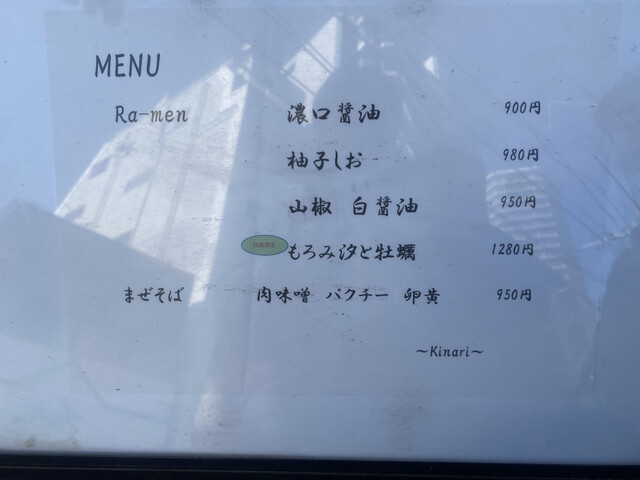 MENU
Ra-men 濃口醤油 900円
柚子しお 980円
山椒 白醤油 950円
もろみ汐と牡蠣 1280円
まぜそば 肉味噌 パクチー 卵黄 950円
～Kinari～